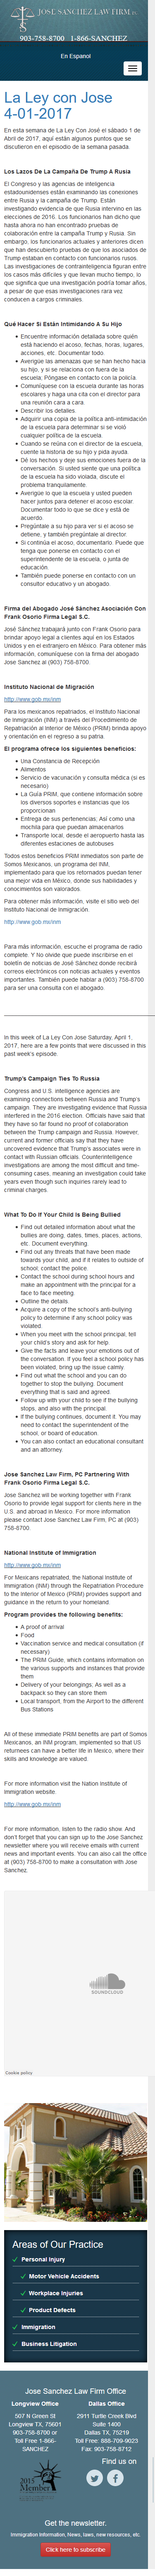 JOSE SANCHEZ LAW FIRM P.C.
903-758-8700 1-866-SANCHEZ
En Espanol
La Ley con Jose
4-01-2017
En esta semana de La Ley Con José el sábado 1 de
Abril de 2017, aquí están algunos puntos que se
discutieron en el episodio de la semana pasada:
Los Lazos De La Campaña De Trump A Rusia
El Congreso y las agencias de inteligencia
estadounidenses están examinando las conexiones
entre Rusia y la campaña de Trump. Están
investigando evidencia de que Rusia intervino en las
elección de 2016. Los funcionarios han dicho que
hasta ahora no han encontrado pruebas de
colaboración entre la campaña Trump y Rusia. Sin
embargo, los funcionarios actuales y anteriores dicen
que han descubierto pruebas de que los asociados de
Trump estaban en contacto con funcionarios rusos.
Las investigaciones de contrainteligencia figuran entre
los casos más difíciles y que llevan mucho tiempo, lo
que significa que una investigación podría tomar años,
a pesar de que esas investigaciones rara vez
conducen a cargos criminales.
Qué Hacer Si Están Intimidando A Su Hijo
Encuentre información detallada sobre quién
está haciendo el acoso, fechas, horas, lugares,
acciones, etc. Documentar todo.
Averigüe las amenazas que se han hecho hacia
su hijo, y si se relaciona con fuera de la
escuela; Póngase en contacto con la policía
Comuníquese con la escuela durante las horas
escolares y haga una cita con el director para
una reunión cara a cara.
Describir los detalles.
Adquirir una copia de la política anti-intimidación
de la escuela para determinar si se violó
cualquier política de la escuela.
Cuando se reúna con el director de la escuela,
cuente la historia de su hijo y pida ayuda
Dé los hechos y deje sus emociones fuera de la
conversación. Si usted siente que una política
de la escuela ha sido violada, discute el
problema tranquilamente.
Averigüe lo que la escuela y usted pueden
hacer juntos para detener el acoso escolar.
Documentar todo lo que se dice y está de
acuerdo.
Pregúntale a su hijo para ver si el acoso se
detiene, y también pregúntale al director
Si continúa el acoso, documéntalo. Puede que
tenga que ponerse en contacto con el
superintendente de la escuela, o junta de
educación.
También puede ponerse en contacto con un
consultor educativo y un abogado.
Firma del Abogado José Sánchez Asociación Con
Frank Osorio Firma Legal S.C.
José Sánchez trabajará junto con Frank Osorio para
brindar apoyo legal a clientes aquí en los Estados
Unidos y en el extranjero en México. Para obtener más
información, comuníquese con la firma del abogado
Jose Sanchez al (903) 758-8700.
Instituto Nacional de Migración
http://www.gob.mx/inm
Para los mexicanos repatriados, el Instituto Nacional
de Inmigración (INM) a través del Procedimiento de
Repatriación al Interior de México (PRIM) brinda apoyo
y orientación en el regreso a su patria.
El programa ofrece los siguentes beneficios:
Una Constancia de Recepción
Alimentos
Servicio de vacunación y consulta médica (si es
necesario)
La Guía PRIM, que contiene información sobre
los diversos soportes e instancias que los
proporcionan
Entrega de sus pertenencias; Así como una
mochila para que puedan almacenarlos
Transporte local, desde el aeropuerto hasta las
diferentes estaciones de autobuses
Todos estos beneficios PRIM inmediatos son parte de
Somos Mexicanos, un programa del INM,
implementado para que los reformistas puedan tener
una mejor vida en México, donde sus habilidades y
conocimientos son valorados.
Para obtener más información, visite el sitio web del
Instituto Nacional de Inmigración.
http://www.gob.mx/inm
Para más información, escuche el programa de radio
completo. Y No olvide que puede inscribirse en el
boletín de noticias de José Sánchez donde recibirá
correos electrónicos con noticias actuales y eventos
importantes. También puede hablar a (903) 758-8700
para ser una consulta con el abogado.
In this week of La Ley Con Jose Saturday, April 1,
2017, here are a few points that were discussed in this
past week's episode:
Trump's Campaign Ties To Russia
Congress and U.S. intelligence agencies are
examining connections between Russia and Trump's
campaign. They are investigating evidence that Russia
interfered in the 2016 election. Officials have said that
they have so far found no proof of collaboration
between the Trump campaign and Russia. However,
current and former officials say that they have
uncovered evidence that Trump's associates were in
contact with Russian officials. Counterintelligence
investigations are among the most difficult and time-
consuming cases, meaning an investigation could take
years even though such inquiries rarely lead to
criminal charges.
What To Do If Your Child Is Being Bullied
Find out detailed information about what the
bullies are doing, dates, times, places, actions,
etc. Document everything.
Find out any threats that have been made
towards your child, and if it relates to outside of
school; contact the police.
Contact the school during school hours and
make an appointment with the principal for a
face to face meeting.
Outline the details.
Acquire a copy of the school's anti-bullying
policy to determine if any school policy was
violated.
When you meet with the school principal, tell
your child's story and ask for help.
Give the facts and leave your emotions out of
the conversation. If you feel a school policy has
been violated, bring up the issue calmly.
Find out what the school and you can do
together to stop the bullying. Document
everything that is said and agreed.
Follow up with your child to see if the bullying
stops, and also with the principal.
If the bullying continues, document it. You may
need to contact the superintendent of the
school, or board of education.
You can also contact an educational consultant
and an attorney.
Jose Sanchez Law Firm, PC Partnering With
Frank Osorio Firma Legal S.C.
Jose Sanchez will be working together with Frank
Osorio to provide legal support for clients here in the
U.S. and abroad in Mexico. For more information
please contact Jose Sanchez Law Firm, PC at (903)
758-8700.
National Institute of Immigration
http://www.gob.mx/inm
For Mexicans repatriated, the National Institute of
Immigration (INM) through the Repatriation Procedure
to the Interior of Mexico (PRIM) provides support and
guidance in the return to your homeland.
Program provides the following benefits:
A proof of arrival
Food
Vaccination service and medical consultation (if
necessary)
The PRIM Guide, which contains information on
the various supports and instances that provide
them
Delivery of your belongings; As well as a
backpack so they can store them
Local transport, from the Airport to the different
Bus Stations
All of these immediate PRIM benefits are part of Somos
Mexicanos, an INM program, implemented so that US
returnees can have a better life in Mexico, where their
skills and knowledge are valued.
For more information visit the Nation Institute of
Immigration website.
http://www.gob.mx/inm
For more information, listen to the radio show. And
don't forget that you can sign up to the Jose Sanchez
newsletter where you will receive emails with current
news and important events. You can also call the office
at (903) 758-8700 to make a consultation with Jose
Sanchez.
SOUNDCLOUD
Cookie policy
Areas of Our Practice
Personal Injury
Motor Vehicle Accidents
Workplace Injuries
Product Defects
Immigration
Business Litigation
Jose Sanchez Law Firm Office
Longview Office
507 N Green St
Longview TX, 75601
903-758-8700 or
Toll Free 1-866-
SANCHEZ
Dallas Office
2911 Turtle Creek Blvd
Suite 1400
Dallas TX, 75219
Toll Free: 888-709-9023
Fax: 903-758-8712
2015
Member
Find us on
Get the newsletter.
Immigration Information, News, laws, new resources, etc.
Click here to subscribe